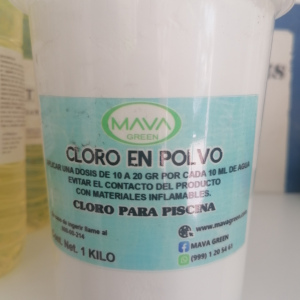 MAVA
GREEN
CLORO EN POLVO
UNA DOSIS DE 10 A 20 GR POR CADA 10 ML DE AGUA
EVITAR EL CONTACTO DEL PRODUCTO
CON MATERIALES INFLAMABLES.
CLORO PARA PISCINA
www.mavagreen.com
MAVA GREEN
Net. 1 KILO